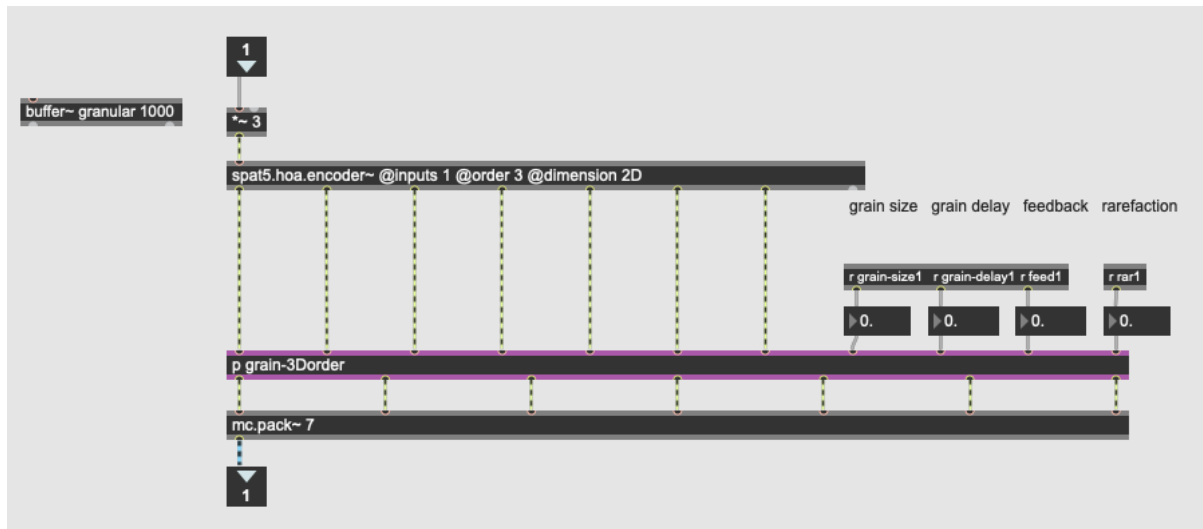 1
buffer~ granular 1000
*~ 3
spat5.hoa.encoder~ @inputs 1 @order 3 @dimension 2D
grain size grain delay feedback rarefaction
r grain-size1 r grain-delay1 r feed1 r rar1
0. 0. 0. 0.
p grain-3Dorder
mc.pack~ 7
1